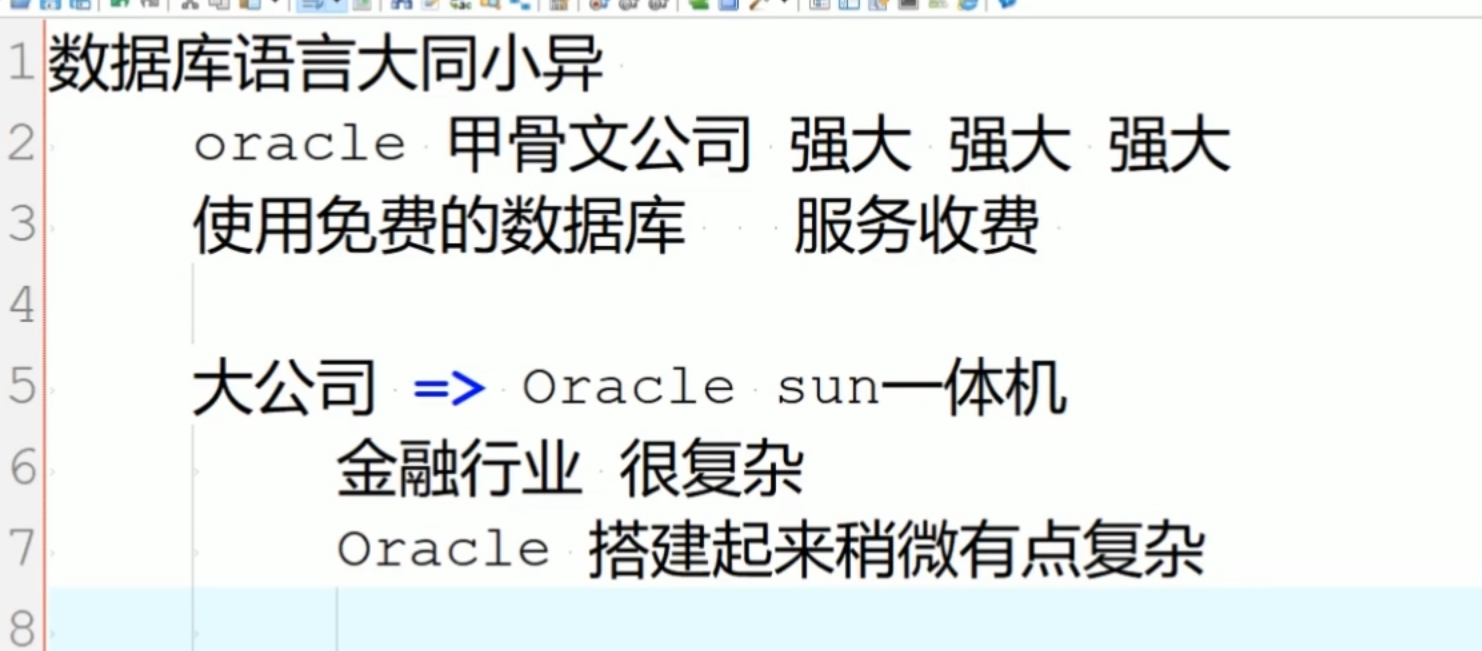 1 数据库语言大同小异
2 oracle 甲骨文公司 强大 强大 强大
3 使用免费的数据库 服务收费
4
5 大公司 => Oracle sun一体机
6 金融行业 很复杂
7 Oracle 搭建起来稍微有点复杂
8